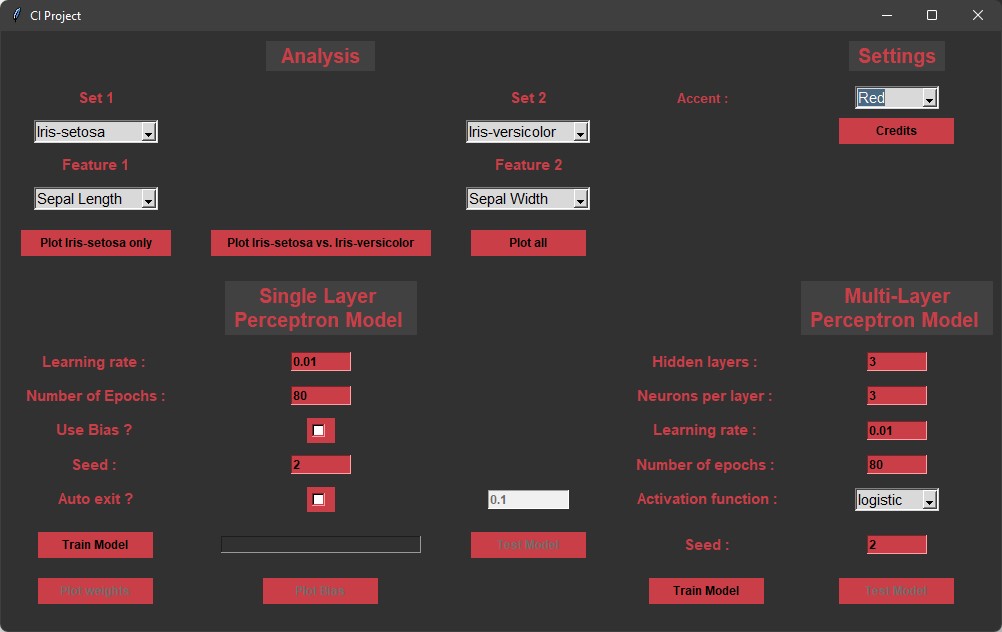 CI Project
Analysis
Settings
Set 1
Set 2
Accent :
Red
Iris-setosa
Iris-versicolor
Credits
Feature 1
Feature 2
Sepal Length
Sepal Width
Plot Iris-setosa only
Plot Iris-setosa vs. Iris-versicolor
Plot all
Single Layer
Perceptron Model
Multi-Layer
Perceptron Model
Learning rate :
0.01
Hidden layers :
3
Number of Epochs :
80
Neurons per layer :
3
Use Bias ?
Learning rate :
0.01
Seed :
2
Number of epochs :
80
Auto exit ?
0.1
Activation function :
logistic
Train Model
Test Model
Seed :
2
Plot weights
Plot Bias
Train Model
Test Model